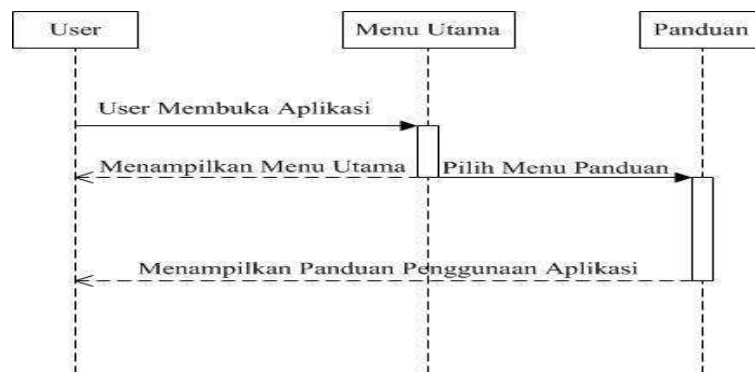 User
Menu Utama
Panduan
User Membuka Aplikasi
Menampilkan Menu Utama
Pilih Menu Panduan
Menampilkan Panduan Penggunaan Aplikasi